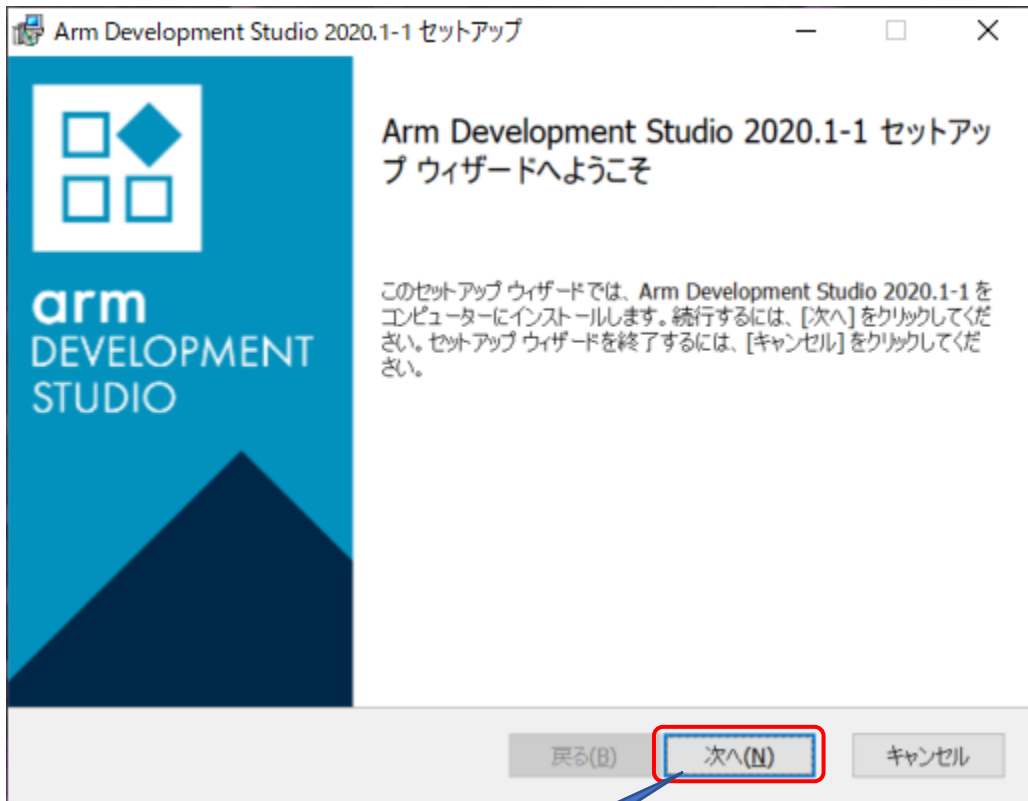 Arm Development Studio 2020.1-1 セットアップ
Arm Development Studio 2020.1-1 セットアッ
プ ウィザードへようこそ
このセットアップ ウィザードでは、Arm Development Studio 2020.1-1 を
コンピューターにインストールします。続行するには、[次へ] をクリックしてくだ
さい。セットアップ ウィザードを終了するには、[キャンセル] をクリックしてくだ
さい。
arm
DEVELOPMENT
STUDIO
戻る(B)
次へ(N)
キャンセル